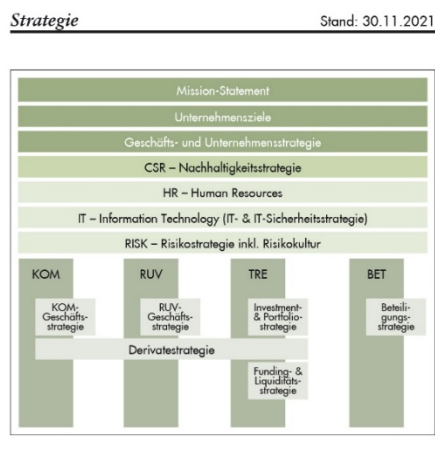 Strategie Stand: 30.11.2021
Mission-Statement
Unternehmensziele
Geschäfts- und Unternehmensstrategie
CSR – Nachhaltigkeitsstrategie
HR – Human Resources
IT – Information Technology (IT- & IT-Sicherheitsstrategie)
RISK – Risikostrategie inkl. Risikokultur
KOM RUV TRE BET
KOM-
Geschäfts-
strategie
RUV-
Geschäfts-
strategie
Investment-
& Portfolio-
strategie
Beteili-
gungs-
strategie
Derivatestrategie
Funding- &
Liquiditäts-
strategie